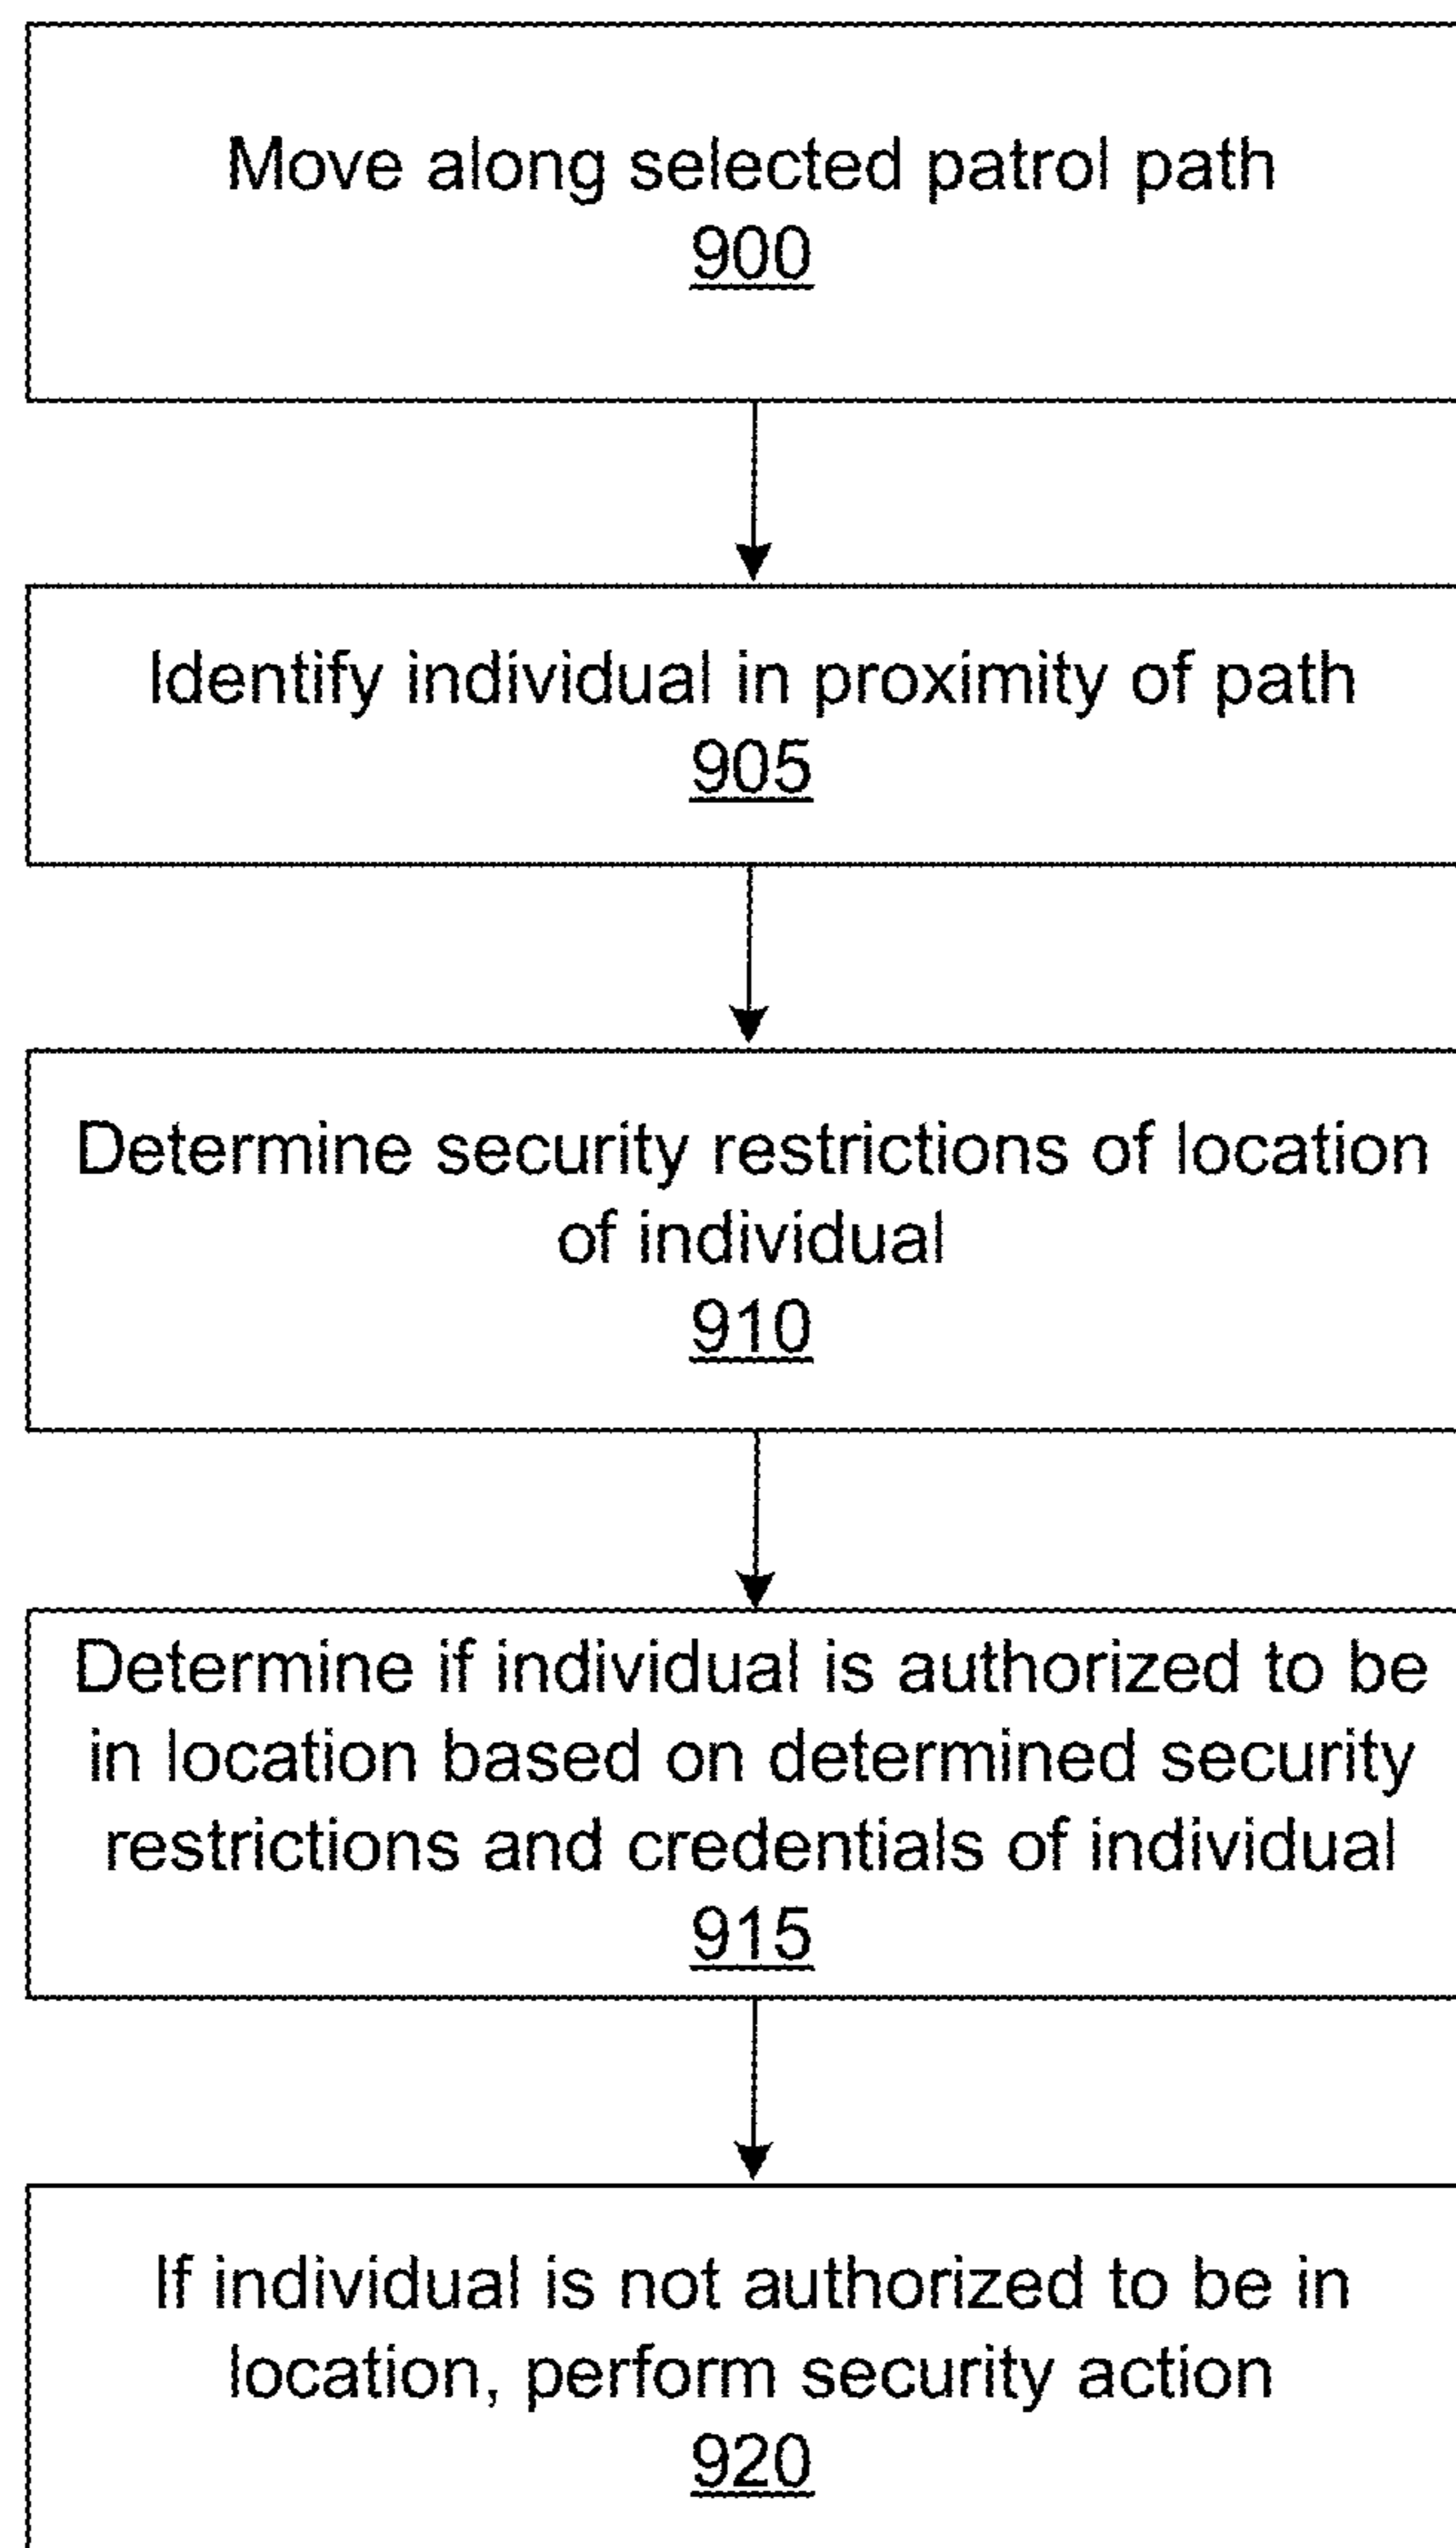 Move along selected patrol path
900
Identify individual in proximity of path
905
Determine security restrictions of location
of individual
910
Determine if individual is authorized to be
in location based on determined security
restrictions and credentials of individual
915
If individual is not authorized to be in
location, perform security action
920